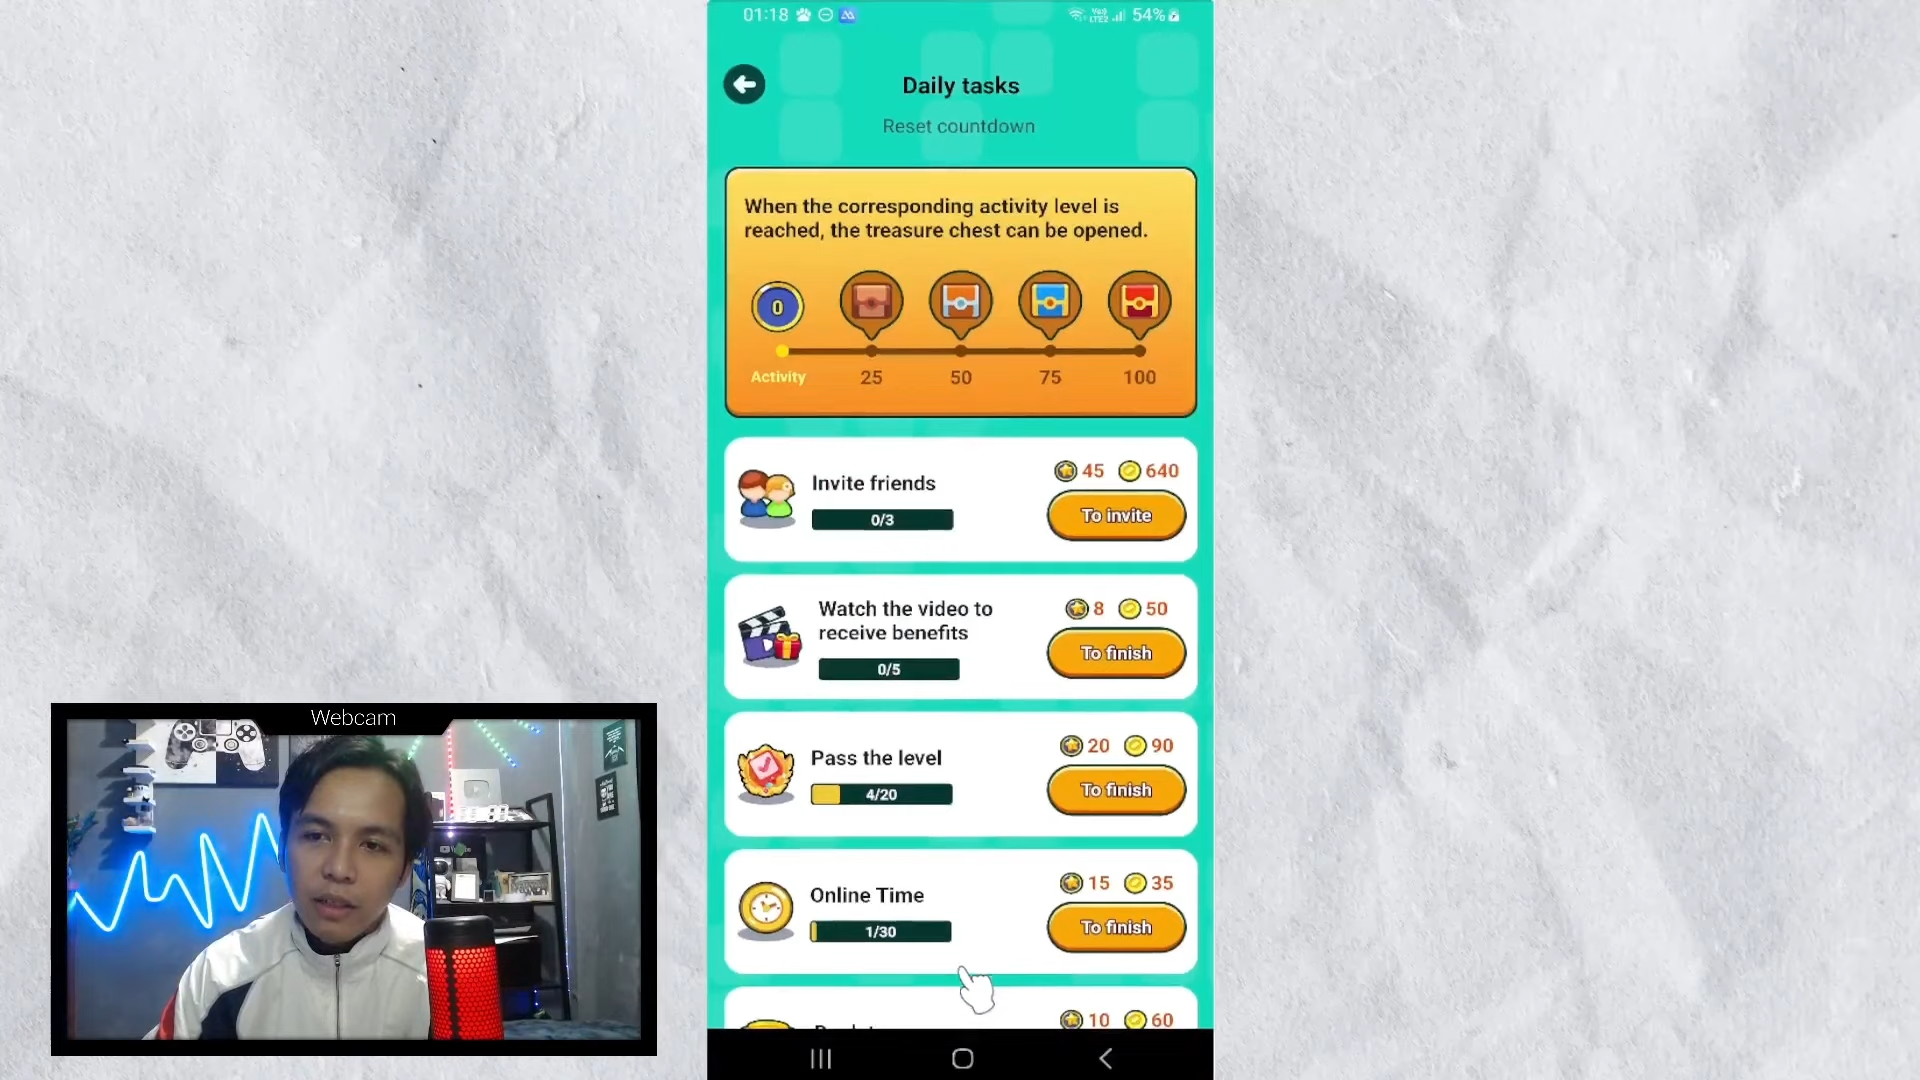 01:18
LTE2 54%
Daily tasks
Reset countdown
When the corresponding activity level is
reached, the treasure chest can be opened.
0
Activity 25 50 75 100
45 640
Invite friends
0/3
To invite
8 50
Watch the video to
receive benefits
0/5
To finish
20 90
Pass the level
4/20
To finish
15 35
Online Time
1/30
To finish
10 60
Webcam